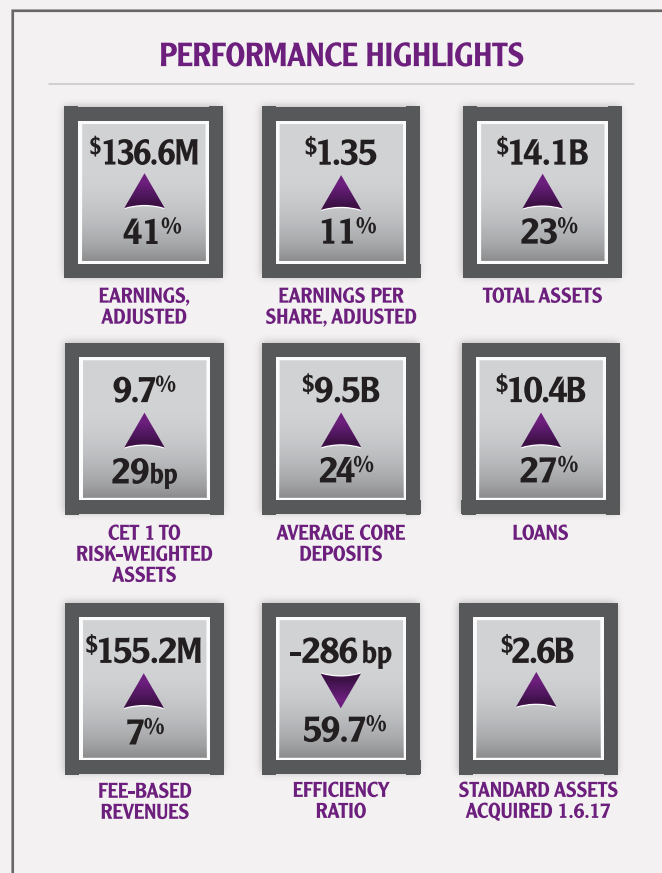 PERFORMANCE HIGHLIGHTS
$136.6M
41%
EARNINGS,
ADJUSTED
$1.35
11%
EARNINGS PER
SHARE, ADJUSTED
$14.1B
23%
TOTAL ASSETS
9.7%
29bp
CET 1 TO
RISK-WEIGHTED
ASSETS
$9.5B
24%
AVERAGE CORE
DEPOSITS
$10.4B
27%
LOANS
$155.2M
7%
FEE-BASED
REVENUES
-286 bp
59.7%
EFFICIENCY
RATIO
$2.6B
STANDARD ASSETS
ACQUIRED 1.6.17